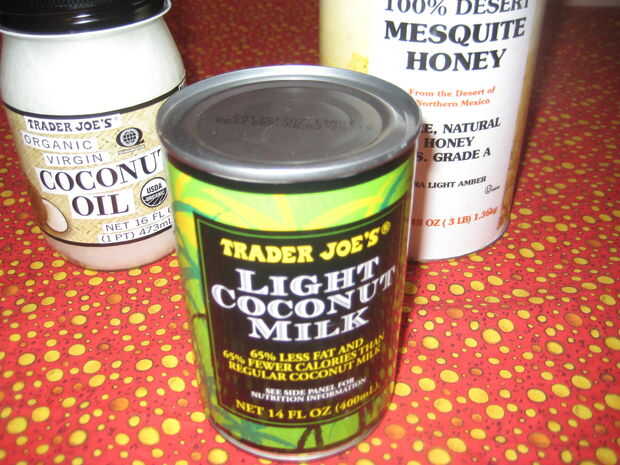 TRADER JOE'S
ORGANIC
VIRGIN
COCONUT
OIL
USDA
ORGANIC
NET 16 FL
(1 PT) 473mL
100% DESERT
MESQUITE
HONEY
From the Desert of
Northern Mexico
NATURAL
HONEY
GRADE A
LIGHT AMBER
OZ (3 LB) 1.36kg
TRADER JOE'S®
LIGHT
COCONUT
MILK
65% LESS FAT AND
65% FEWER CALORIES THAN
REGULAR COCONUT MILK
SEE SIDE PANEL FOR
NUTRITION INFORMATION
NET 14 FL OZ (400mL)